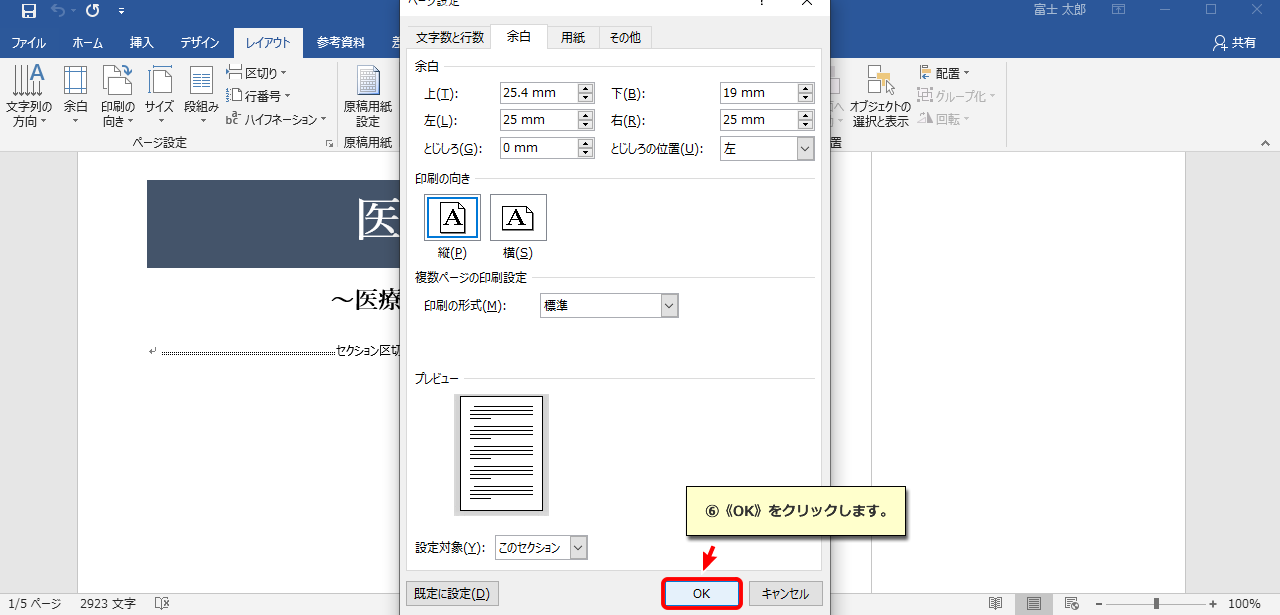 ページ設定
富士 太郎
ファイル ホーム 挿入 デザイン レイアウト 参考資料 差
共有
文字数と行数 余白 用紙 その他
文字列の方向 余白 印刷の向き サイズ 段組み
区切り
行番号
ハイフネーション
原稿用紙設定
ページ設定
原稿用紙
オブジェクトの選択と表示
配置
グループ化
回転
置
余白
上(T): 25.4 mm 下(B): 19 mm
左(L): 25 mm 右(R): 25 mm
とじしろ(G): 0 mm とじしろの位置(U): 左
印刷の向き
A A
縦(P) 横(S)
複数ページの印刷設定
印刷の形式(M): 標準
プレビュー
設定対象(Y): このセクション
既定に設定(D) OK キャンセル
⑥《OK》をクリックします。
医
～医療
セクション区切
1/5 ページ 2923 文字
100%